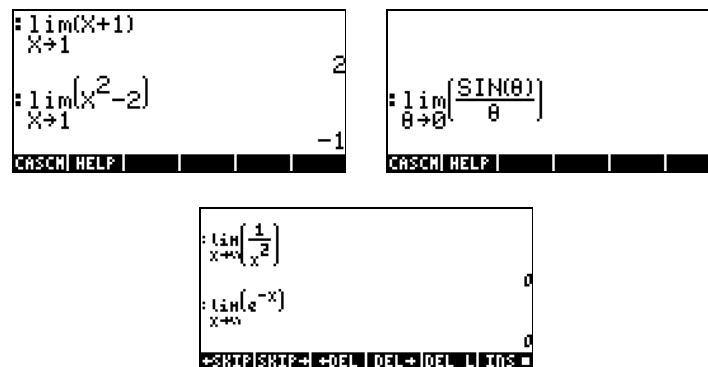 :lim(X+1)
X→1
2
:lim(X²-2)
X→1
-1
CASCM HELP
:lim(SIN(θ)/θ)
θ→0
CASCM HELP
:lim(1/X²)
X→∞
0
:lim(e^-X)
X→∞
0
←SKIP SKIP→ ←DEL DEL→ DEL L INS ■